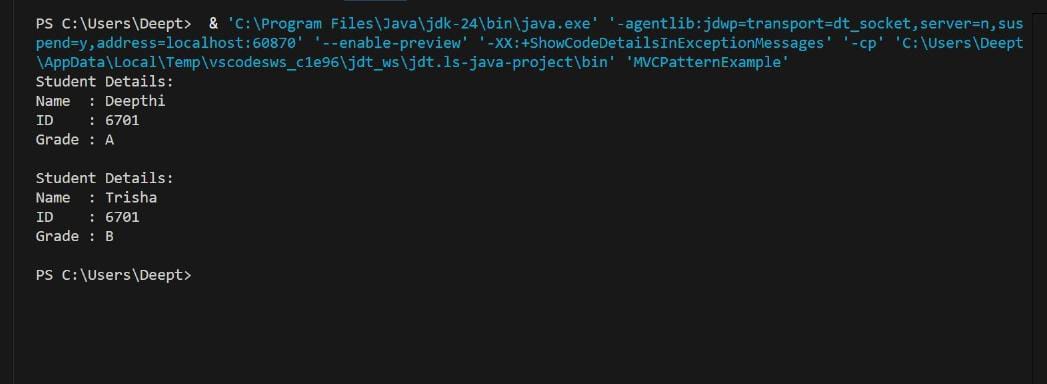 PS C:\Users\Deept>  & 'C:\Program Files\Java\jdk-24\bin\java.exe' '-agentlib:jdwp=transport=dt_socket,server=n,sus
pend=y,address=localhost:60870' '--enable-preview' '-XX:+ShowCodeDetailsInExceptionMessages' '-cp' 'C:\Users\Deept
\AppData\Local\Temp\vscodesws_c1e96\jdt_ws\jdt.ls-java-project\bin' 'MVCPatternExample'
Student Details:
Name  : Deepthi
ID    : 6701
Grade : A
Student Details:
Name  : Trisha
ID    : 6701
Grade : B
PS C:\Users\Deept>